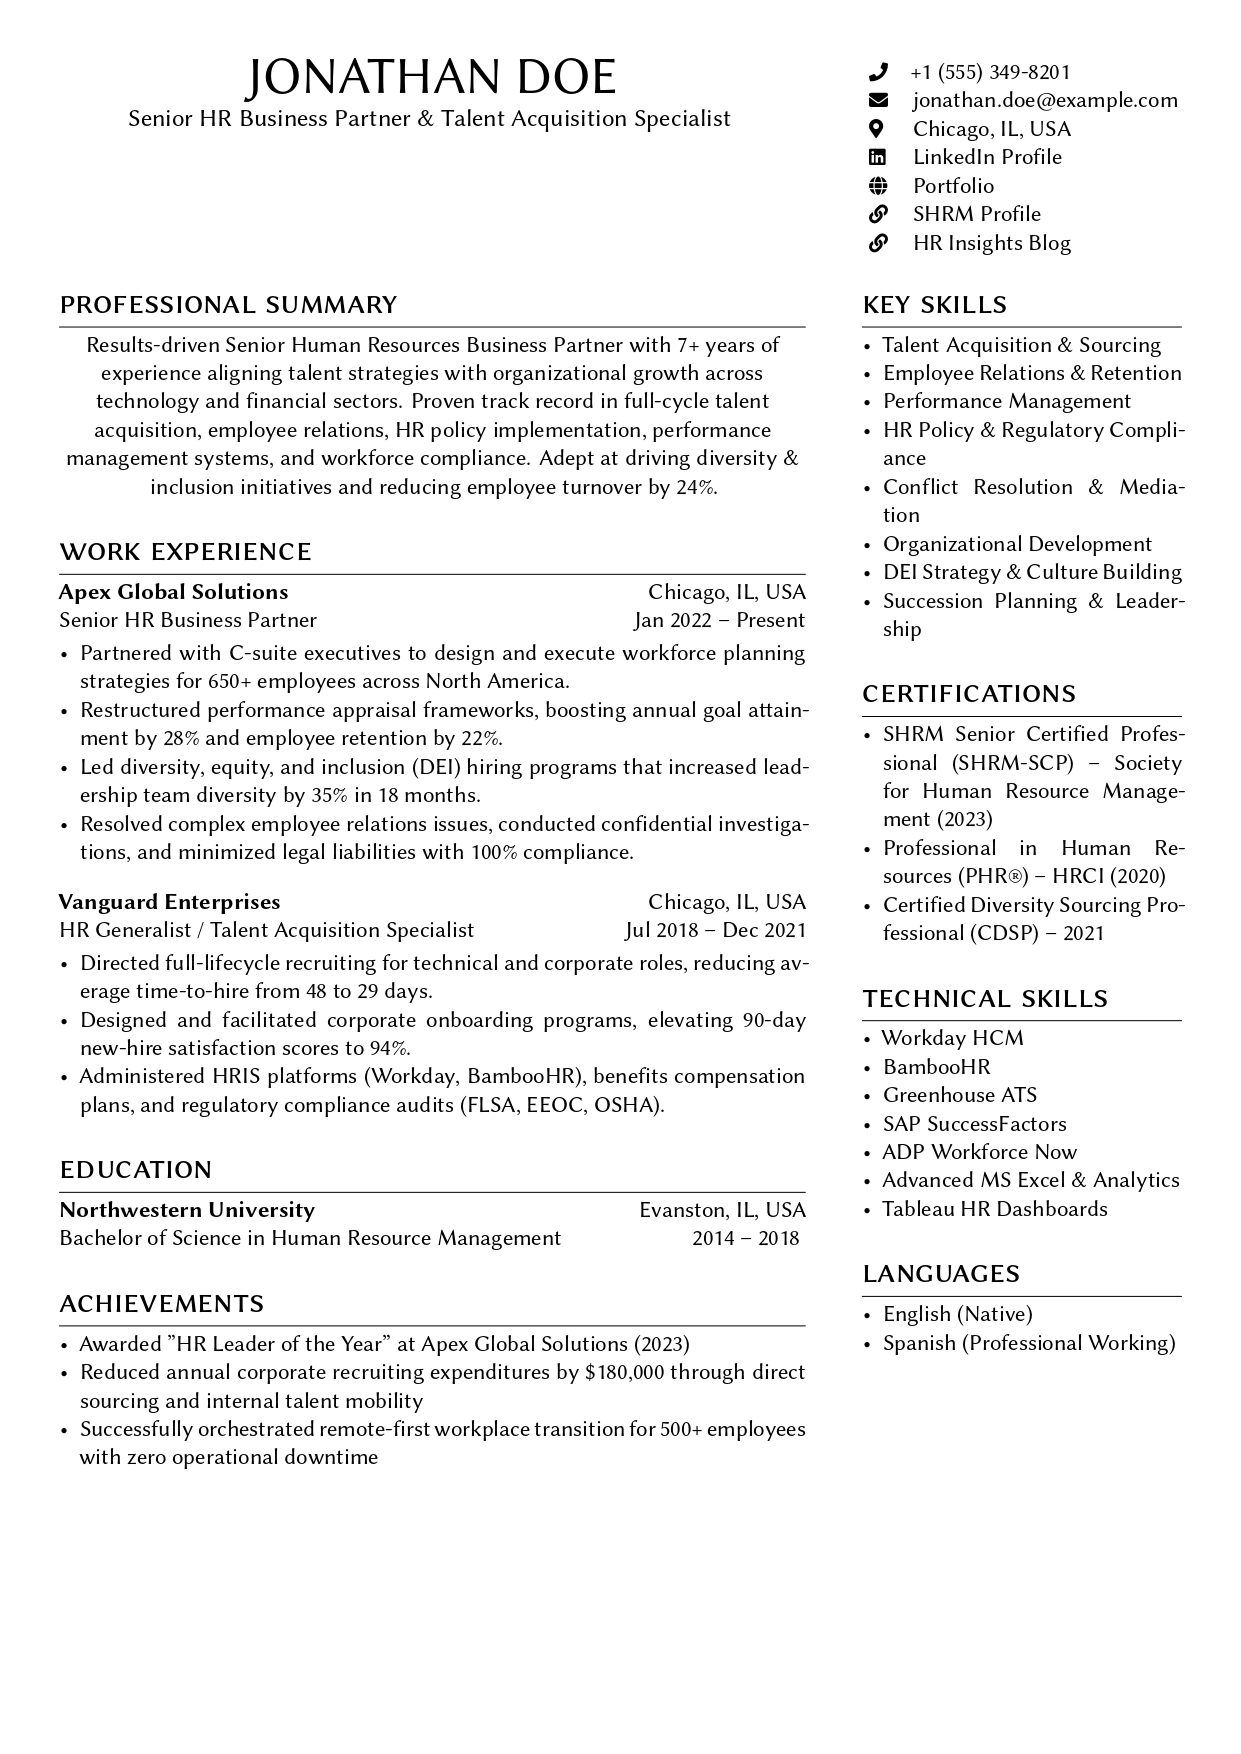 JONATHAN DOE
Senior HR Business Partner & Talent Acquisition Specialist
+1 (555) 349-8201
jonathan.doe@example.com
Chicago, IL, USA
LinkedIn Profile
Portfolio
SHRM Profile
HR Insights Blog
PROFESSIONAL SUMMARY
Results-driven Senior Human Resources Business Partner with 7+ years of
experience aligning talent strategies with organizational growth across
technology and financial sectors. Proven track record in full-cycle talent
acquisition, employee relations, HR policy implementation, performance
management systems, and workforce compliance. Adept at driving diversity &
inclusion initiatives and reducing employee turnover by 24%.
WORK EXPERIENCE
Apex Global Solutions Chicago, IL, USA
Senior HR Business Partner Jan 2022 – Present
• Partnered with C-suite executives to design and execute workforce planning
strategies for 650+ employees across North America.
• Restructured performance appraisal frameworks, boosting annual goal attain-
ment by 28% and employee retention by 22%.
• Led diversity, equity, and inclusion (DEI) hiring programs that increased lead-
ership team diversity by 35% in 18 months.
• Resolved complex employee relations issues, conducted confidential investiga-
tions, and minimized legal liabilities with 100% compliance.
Vanguard Enterprises Chicago, IL, USA
HR Generalist / Talent Acquisition Specialist Jul 2018 – Dec 2021
• Directed full-lifecycle recruiting for technical and corporate roles, reducing av-
erage time-to-hire from 48 to 29 days.
• Designed and facilitated corporate onboarding programs, elevating 90-day
new-hire satisfaction scores to 94%.
• Administered HRIS platforms (Workday, BambooHR), benefits compensation
plans, and regulatory compliance audits (FLSA, EEOC, OSHA).
EDUCATION
Northwestern University Evanston, IL, USA
Bachelor of Science in Human Resource Management 2014 – 2018
ACHIEVEMENTS
• Awarded ”HR Leader of the Year” at Apex Global Solutions (2023)
• Reduced annual corporate recruiting expenditures by $180,000 through direct
sourcing and internal talent mobility
• Successfully orchestrated remote-first workplace transition for 500+ employees
with zero operational downtime
KEY SKILLS
• Talent Acquisition & Sourcing
• Employee Relations & Retention
• Performance Management
• HR Policy & Regulatory Compli-
ance
• Conflict Resolution & Media-
tion
• Organizational Development
• DEI Strategy & Culture Building
• Succession Planning & Leader-
ship
CERTIFICATIONS
• SHRM Senior Certified Profes-
sional (SHRM-SCP) – Society
for Human Resource Manage-
ment (2023)
• Professional in Human Re-
sources (PHR®) – HRCI (2020)
• Certified Diversity Sourcing Pro-
fessional (CDSP) – 2021
TECHNICAL SKILLS
• Workday HCM
• BambooHR
• Greenhouse ATS
• SAP SuccessFactors
• ADP Workforce Now
• Advanced MS Excel & Analytics
• Tableau HR Dashboards
LANGUAGES
• English (Native)
• Spanish (Professional Working)